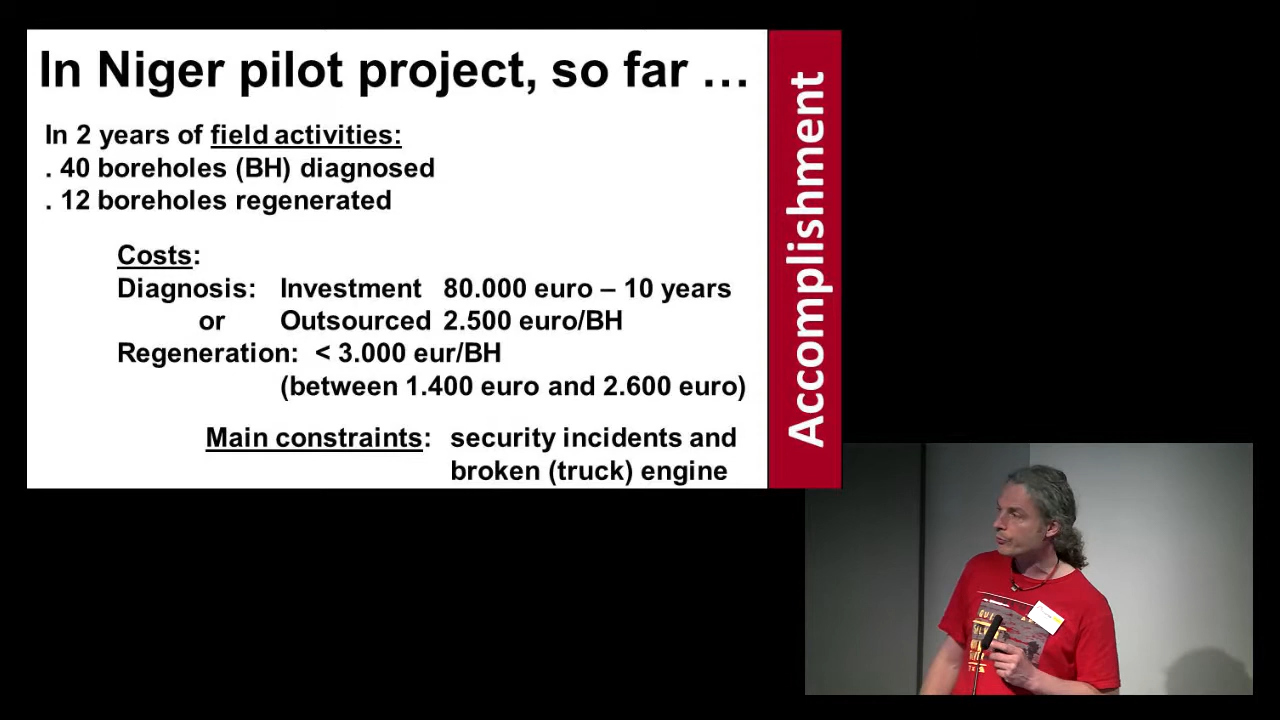 In Niger pilot project, so far …
In 2 years of field activities:
. 40 boreholes (BH) diagnosed
. 12 boreholes regenerated
Costs:
Diagnosis: Investment 80.000 euro – 10 years
or Outsourced 2.500 euro/BH
Regeneration: < 3.000 eur/BH
(between 1.400 euro and 2.600 euro)
Main constraints: security incidents and
broken (truck) engine
Accomplishment